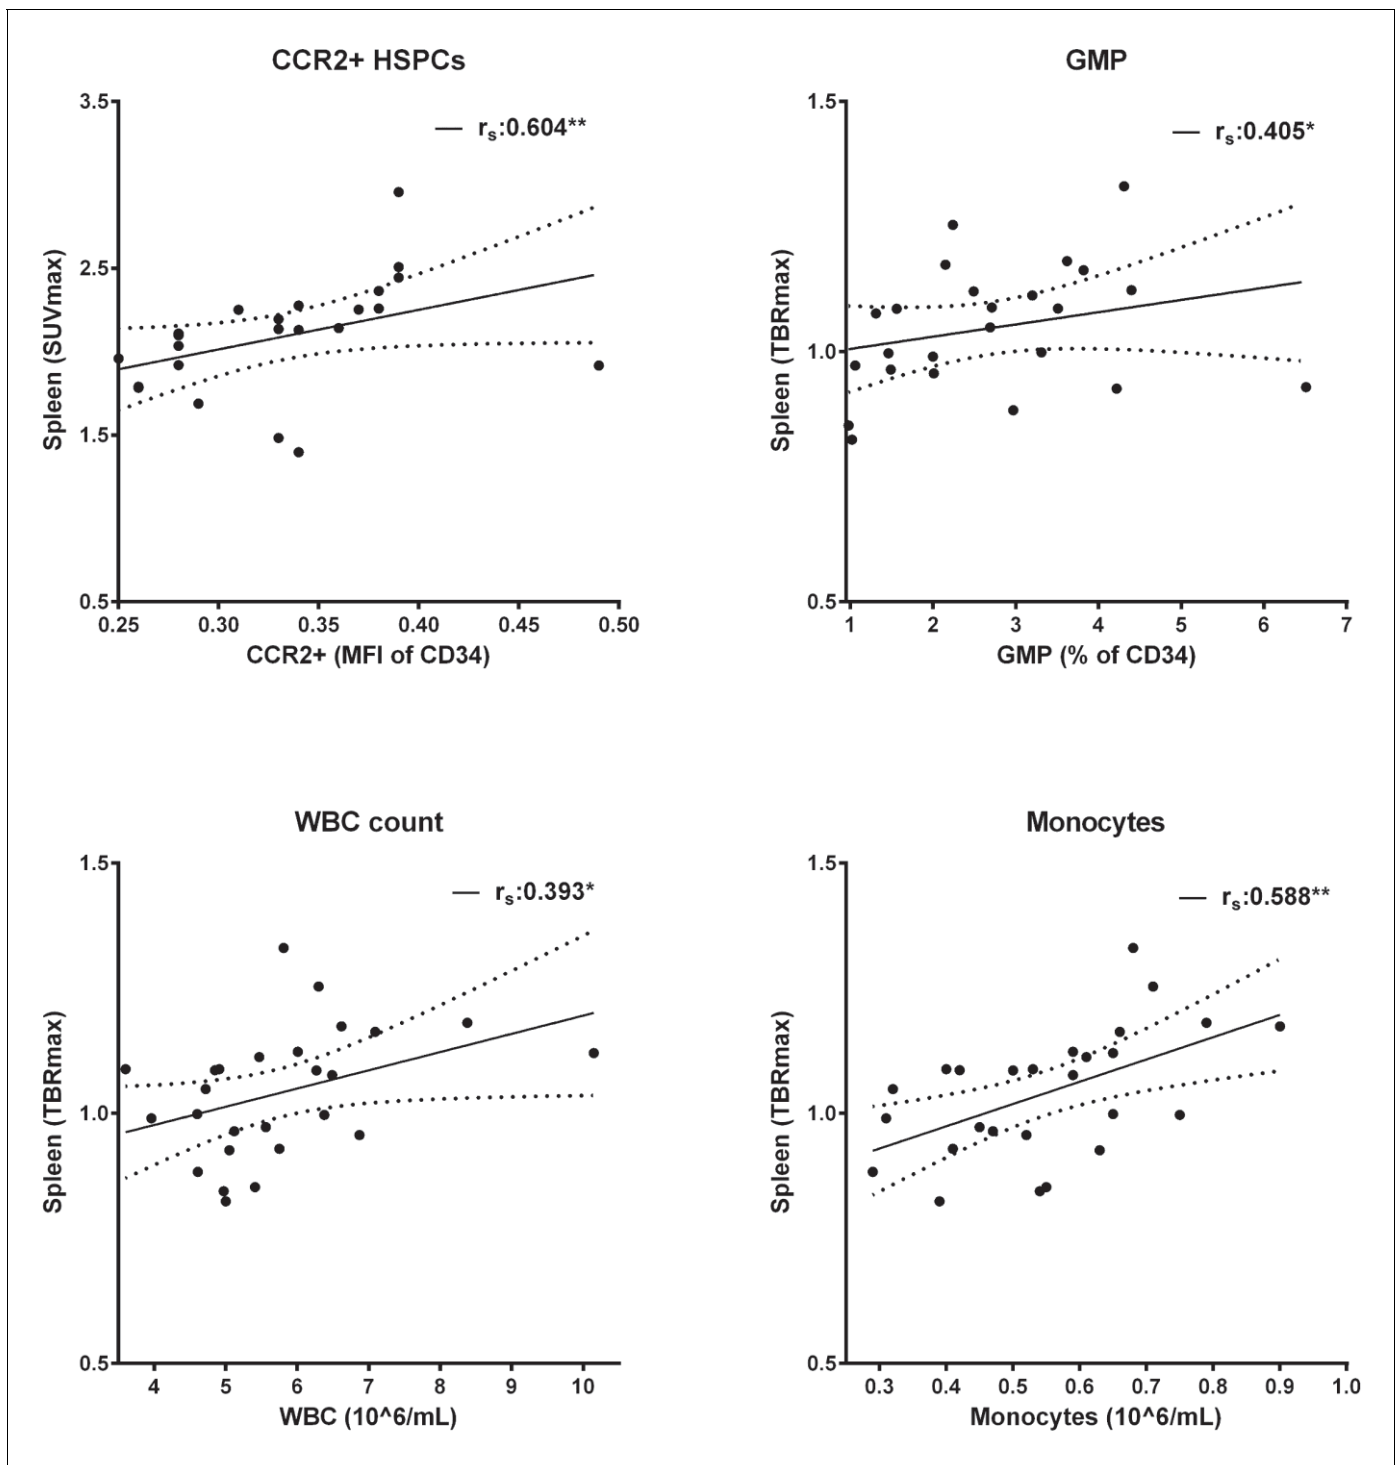 CCR2+ HSPCs
3.5
2.5
1.5
0.5
Spleen (SUVmax)
rs:0.604**
0.25 0.30 0.35 0.40 0.45 0.50
CCR2+ (MFI of CD34)
GMP
1.5
1.0
0.5
Spleen (TBRmax)
rs:0.405*
1 2 3 4 5 6 7
GMP (% of CD34)
WBC count
1.5
1.0
0.5
Spleen (TBRmax)
rs:0.393*
4 5 6 7 8 9 10
WBC (10^6/mL)
Monocytes
1.5
1.0
0.5
Spleen (TBRmax)
rs:0.588**
0.3 0.4 0.5 0.6 0.7 0.8 0.9 1.0
Monocytes (10^6/mL)